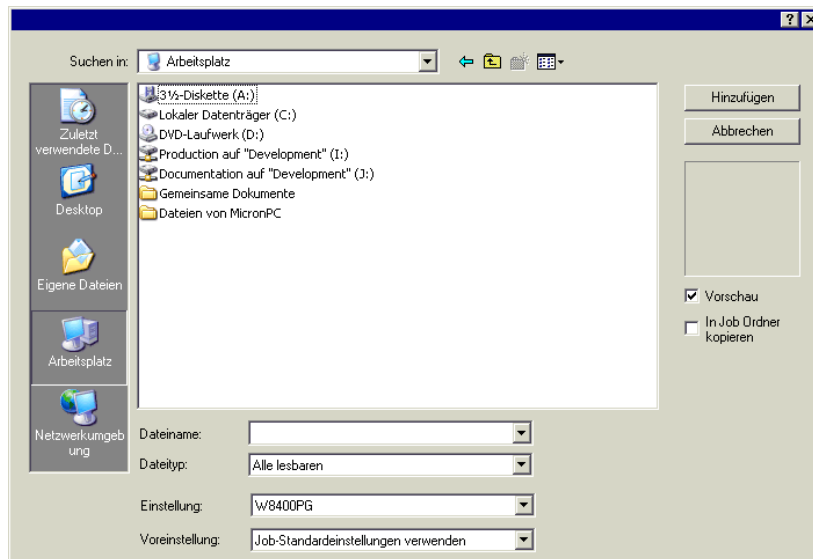 Suchen in:
Arbeitsplatz
Zuletzt
verwendete D...
Desktop
Eigene Dateien
Arbeitsplatz
Netzwerkumgeb
ung
3½-Diskette (A:)
Lokaler Datenträger (C:)
DVD-Laufwerk (D:)
Production auf "Development" (I:)
Documentation auf "Development" (J:)
Gemeinsame Dokumente
Dateien von MicronPC
Hinzufügen
Abbrechen
Vorschau
In Job Ordner
kopieren
Dateiname:
Dateityp:
Alle lesbaren
Einstellung:
W8400PG
Voreinstellung:
Job-Standardeinstellungen verwenden